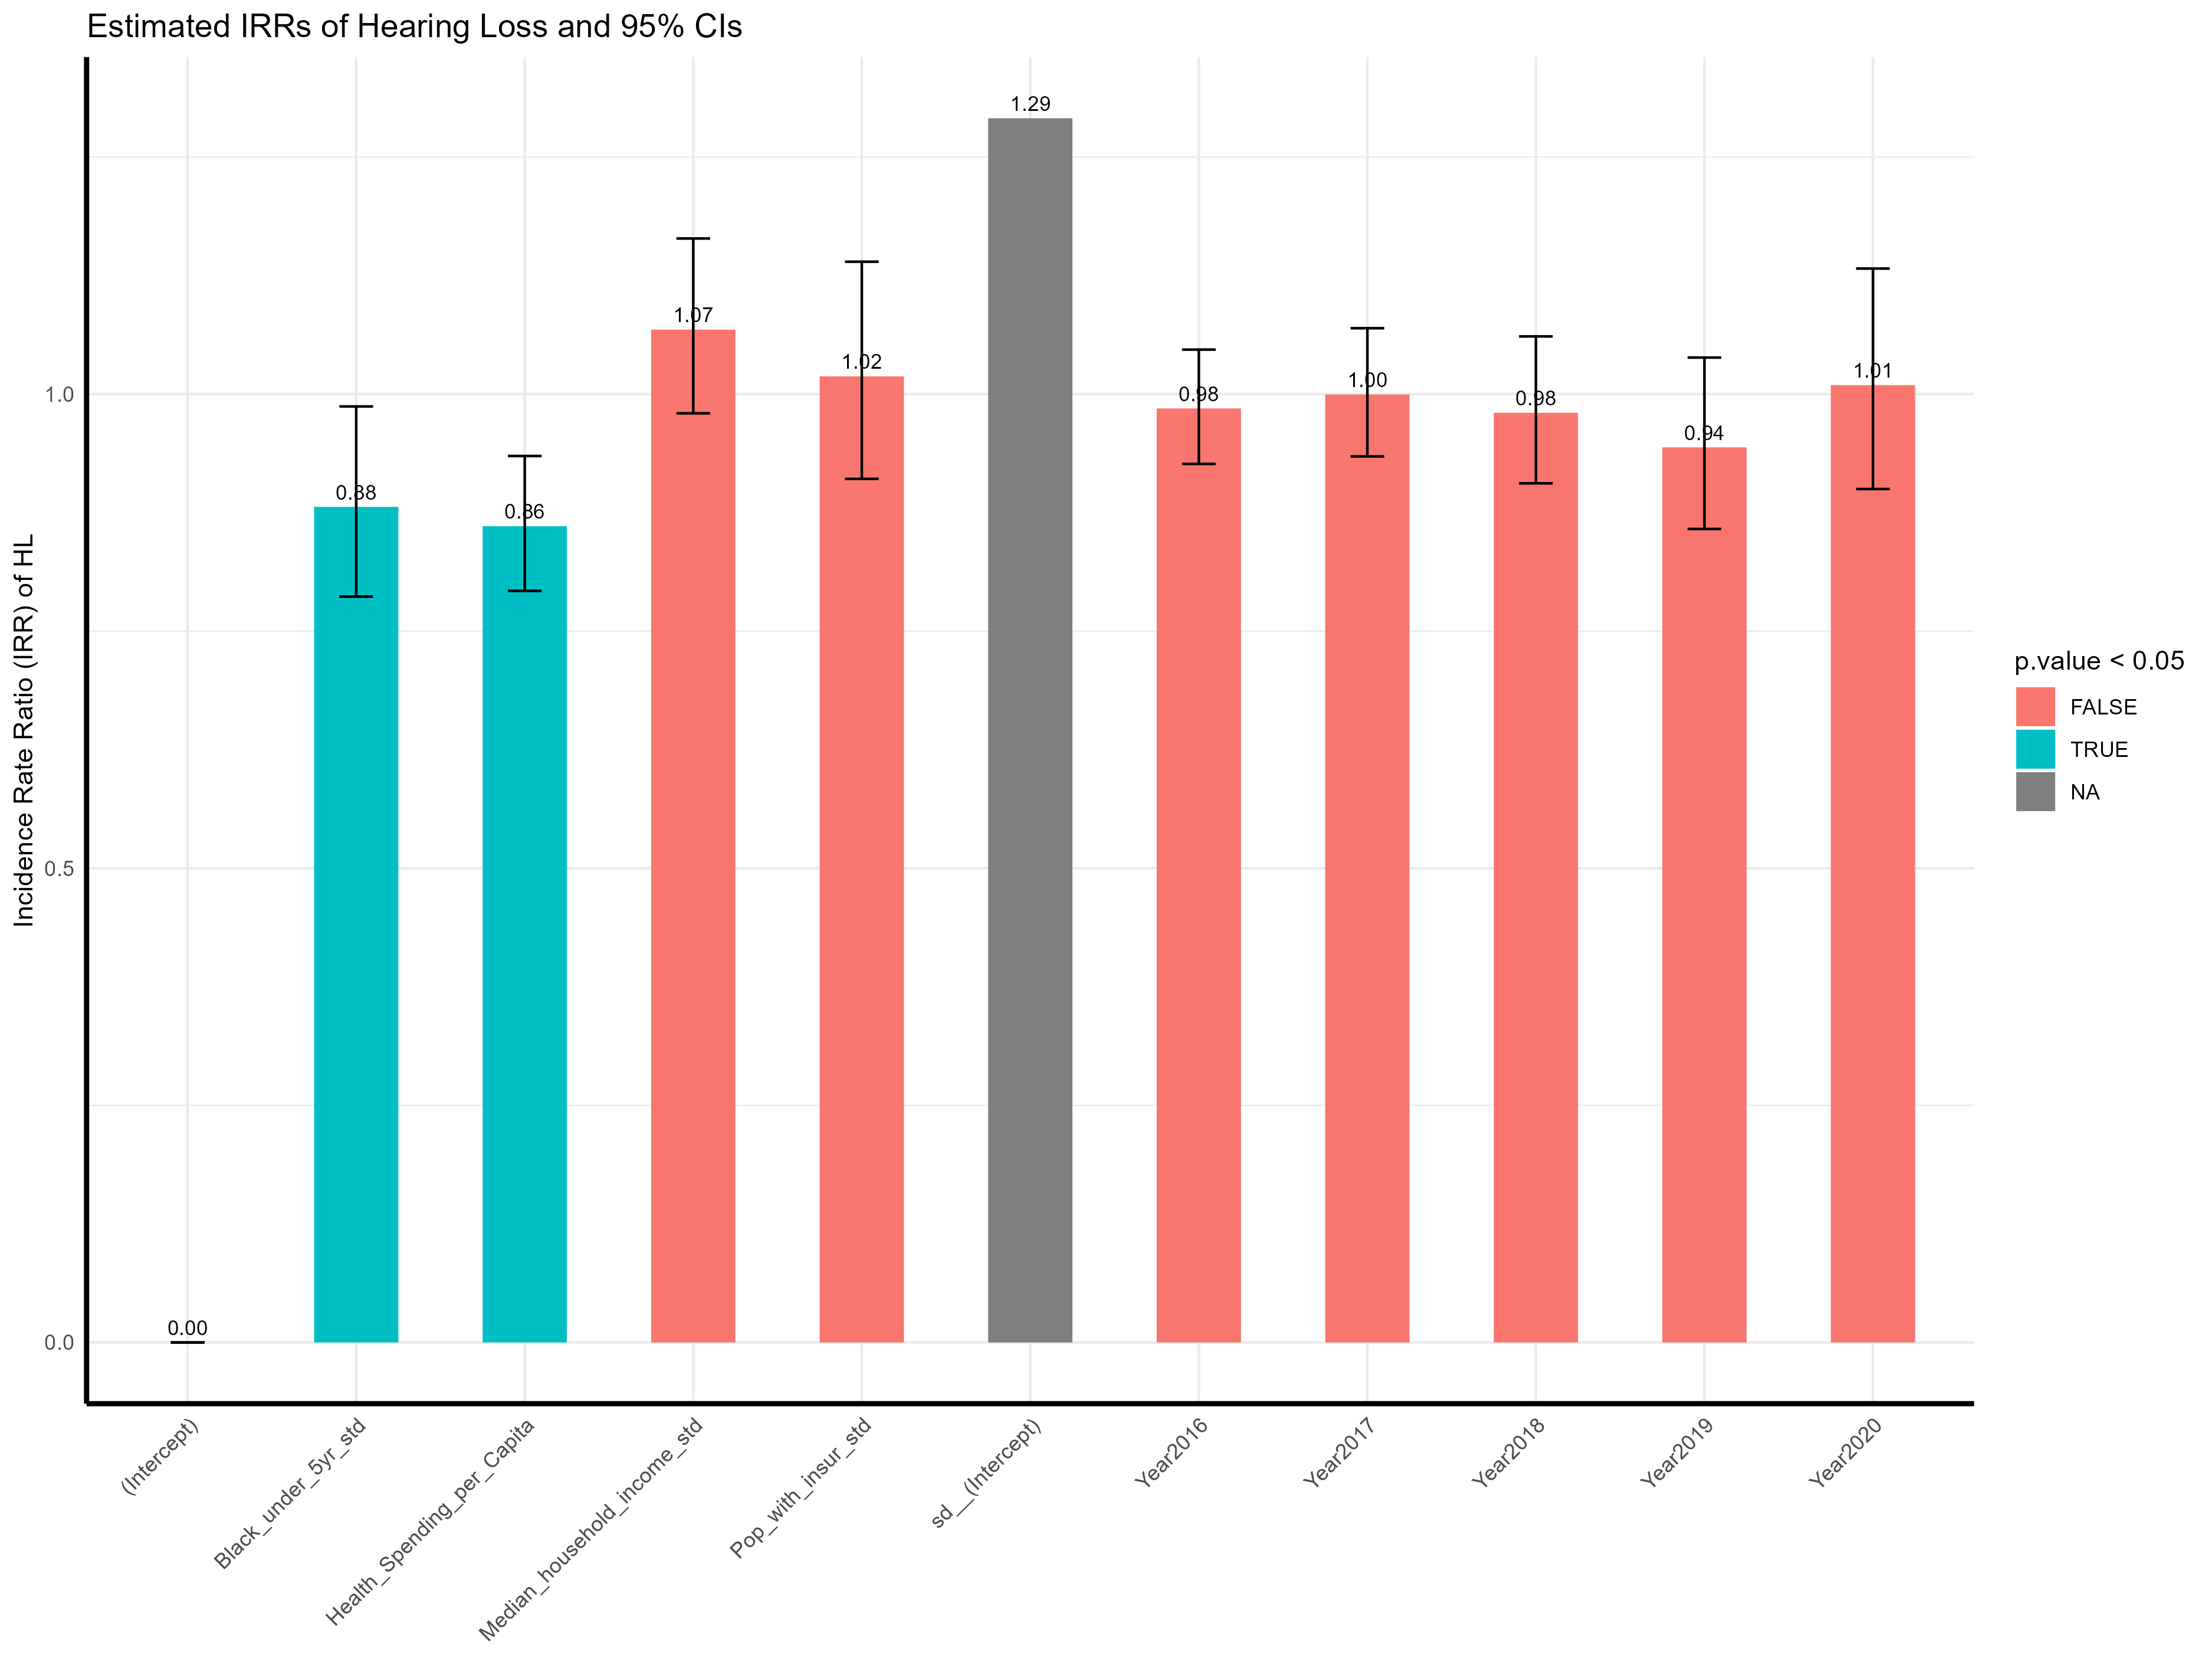 Estimated IRRs of Hearing Loss and 95% CIs
Incidence Rate Ratio (IRR) of HL
1.0
0.5
0.0
0.00
0.88
0.86
1.07
1.02
1.29
0.98
1.00
0.98
0.94
1.01
(Intercept)
Black_under_5yr_std
Health_Spending_per_Capita
Median_household_income_std
Pop_with_insur_std
sd__(Intercept)
Year2016
Year2017
Year2018
Year2019
Year2020
p.value < 0.05
FALSE
TRUE
NA